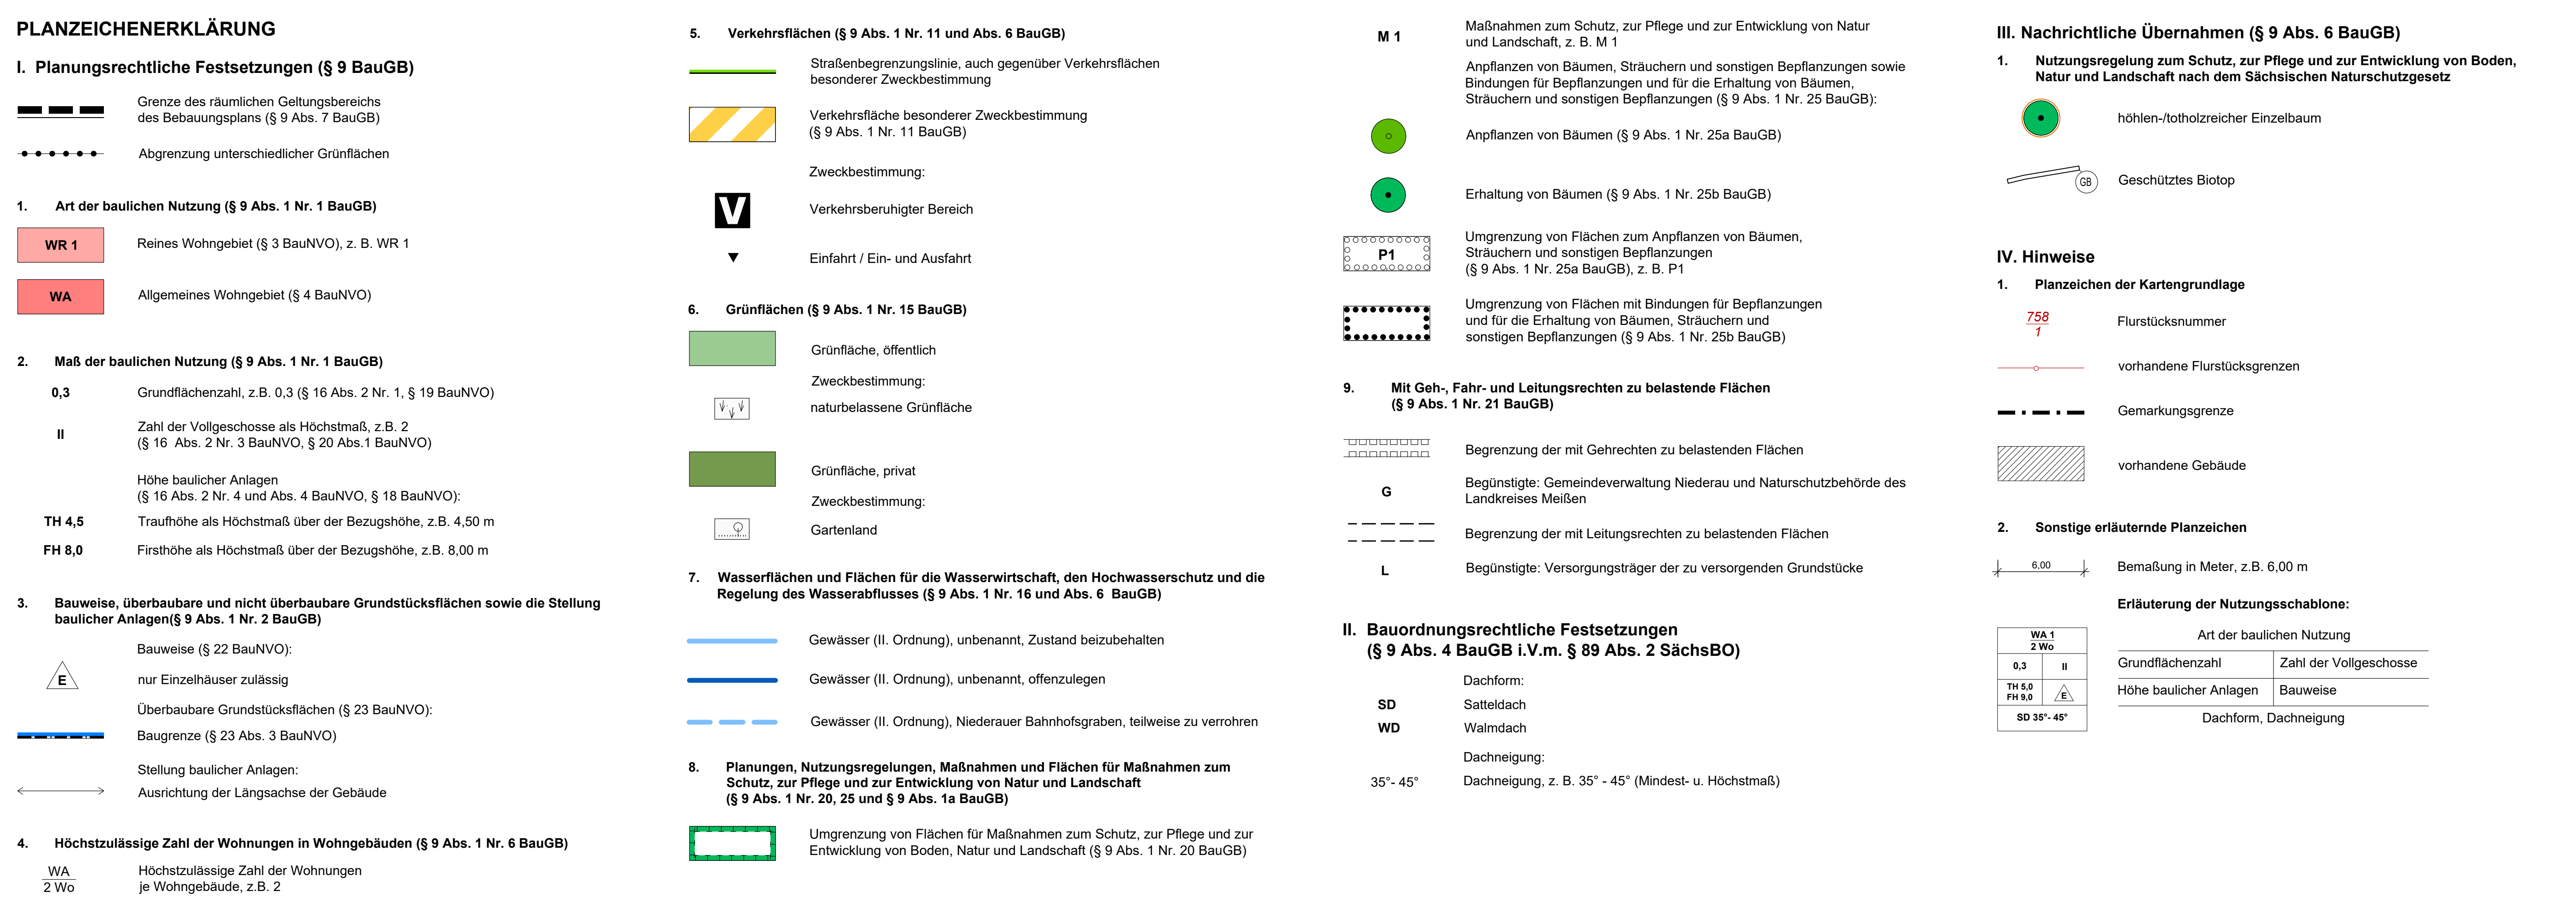 PLANZEICHENERKLÄRUNG
I. Planungsrechtliche Festsetzungen (§ 9 BauGB)
Grenze des räumlichen Geltungsbereichs
des Bebauungsplans (§ 9 Abs. 7 BauGB)
Abgrenzung unterschiedlicher Grünflächen
1. Art der baulichen Nutzung (§ 9 Abs. 1 Nr. 1 BauGB)
WR 1 Reines Wohngebiet (§ 3 BauNVO), z. B. WR 1
WA Allgemeines Wohngebiet (§ 4 BauNVO)
2. Maß der baulichen Nutzung (§ 9 Abs. 1 Nr. 1 BauGB)
0,3 Grundflächenzahl, z.B. 0,3 (§ 16 Abs. 2 Nr. 1, § 19 BauNVO)
II Zahl der Vollgeschosse als Höchstmaß, z.B. 2
(§ 16 Abs. 2 Nr. 3 BauNVO, § 20 Abs.1 BauNVO)
Höhe baulicher Anlagen
(§ 16 Abs. 2 Nr. 4 und Abs. 4 BauNVO, § 18 BauNVO):
TH 4,5 Traufhöhe als Höchstmaß über der Bezugshöhe, z.B. 4,50 m
FH 8,0 Firsthöhe als Höchstmaß über der Bezugshöhe, z.B. 8,00 m
3. Bauweise, überbaubare und nicht überbaubare Grundstücksflächen sowie die Stellung
baulicher Anlagen(§ 9 Abs. 1 Nr. 2 BauGB)
Bauweise (§ 22 BauNVO):
E nur Einzelhäuser zulässig
Überbaubare Grundstücksflächen (§ 23 BauNVO):
Baugrenze (§ 23 Abs. 3 BauNVO)
Stellung baulicher Anlagen:
Ausrichtung der Längsachse der Gebäude
4. Höchstzulässige Zahl der Wohnungen in Wohngebäuden (§ 9 Abs. 1 Nr. 6 BauGB)
WA Höchstzulässige Zahl der Wohnungen
2 Wo je Wohngebäude, z.B. 2
5. Verkehrsflächen (§ 9 Abs. 1 Nr. 11 und Abs. 6 BauGB)
Straßenbegrenzungslinie, auch gegenüber Verkehrsflächen
besonderer Zweckbestimmung
Verkehrsfläche besonderer Zweckbestimmung
(§ 9 Abs. 1 Nr. 11 BauGB)
Zweckbestimmung:
V Verkehrsberuhigter Bereich
Einfahrt / Ein- und Ausfahrt
6. Grünflächen (§ 9 Abs. 1 Nr. 15 BauGB)
Grünfläche, öffentlich
Zweckbestimmung:
naturbelassene Grünfläche
Grünfläche, privat
Zweckbestimmung:
Gartenland
7. Wasserflächen und Flächen für die Wasserwirtschaft, den Hochwasserschutz und die
Regelung des Wasserabflusses (§ 9 Abs. 1 Nr. 16 und Abs. 6 BauGB)
Gewässer (II. Ordnung), unbenannt, Zustand beizubehalten
Gewässer (II. Ordnung), unbenannt, offenzulegen
Gewässer (II. Ordnung), Niederauer Bahnhofsgraben, teilweise zu verrohren
8. Planungen, Nutzungsregelungen, Maßnahmen und Flächen für Maßnahmen zum
Schutz, zur Pflege und zur Entwicklung von Natur und Landschaft
(§ 9 Abs. 1 Nr. 20, 25 und § 9 Abs. 1a BauGB)
Umgrenzung von Flächen für Maßnahmen zum Schutz, zur Pflege und zur
Entwicklung von Boden, Natur und Landschaft (§ 9 Abs. 1 Nr. 20 BauGB)
M 1 Maßnahmen zum Schutz, zur Pflege und zur Entwicklung von Natur
und Landschaft, z. B. M 1
Anpflanzen von Bäumen, Sträuchern und sonstigen Bepflanzungen sowie
Bindungen für Bepflanzungen und für die Erhaltung von Bäumen,
Sträuchern und sonstigen Bepflanzungen (§ 9 Abs. 1 Nr. 25 BauGB):
Anpflanzen von Bäumen (§ 9 Abs. 1 Nr. 25a BauGB)
Erhaltung von Bäumen (§ 9 Abs. 1 Nr. 25b BauGB)
Umgrenzung von Flächen zum Anpflanzen von Bäumen,
P1 Sträuchern und sonstigen Bepflanzungen
(§ 9 Abs. 1 Nr. 25a BauGB), z. B. P1
Umgrenzung von Flächen mit Bindungen für Bepflanzungen
und für die Erhaltung von Bäumen, Sträuchern und
sonstigen Bepflanzungen (§ 9 Abs. 1 Nr. 25b BauGB)
9. Mit Geh-, Fahr- und Leitungsrechten zu belastende Flächen
(§ 9 Abs. 1 Nr. 21 BauGB)
Begrenzung der mit Gehrechten zu belastenden Flächen
G Begünstigte: Gemeindeverwaltung Niederau und Naturschutzbehörde des
Landkreises Meißen
Begrenzung der mit Leitungsrechten zu belastenden Flächen
L Begünstigte: Versorgungsträger der zu versorgenden Grundstücke
II. Bauordnungsrechtliche Festsetzungen
(§ 9 Abs. 4 BauGB i.V.m. § 89 Abs. 2 SächsBO)
Dachform:
SD Satteldach
WD Walmdach
Dachneigung:
35°- 45° Dachneigung, z. B. 35° - 45° (Mindest- u. Höchstmaß)
III. Nachrichtliche Übernahmen (§ 9 Abs. 6 BauGB)
1. Nutzungsregelung zum Schutz, zur Pflege und zur Entwicklung von Boden,
Natur und Landschaft nach dem Sächsischen Naturschutzgesetz
höhlen-/totholzreicher Einzelbaum
GB Geschütztes Biotop
IV. Hinweise
1. Planzeichen der Kartengrundlage
758
1 Flurstücksnummer
vorhandene Flurstücksgrenzen
Gemarkungsgrenze
vorhandene Gebäude
2. Sonstige erläuternde Planzeichen
6,00 Bemaßung in Meter, z.B. 6,00 m
Erläuterung der Nutzungsschablone:
WA 1
2 Wo
Art der baulichen Nutzung
0,3 II Grundflächenzahl Zahl der Vollgeschosse
TH 5,0
FH 9,0 E Höhe baulicher Anlagen Bauweise
SD 35°- 45° Dachform, Dachneigung